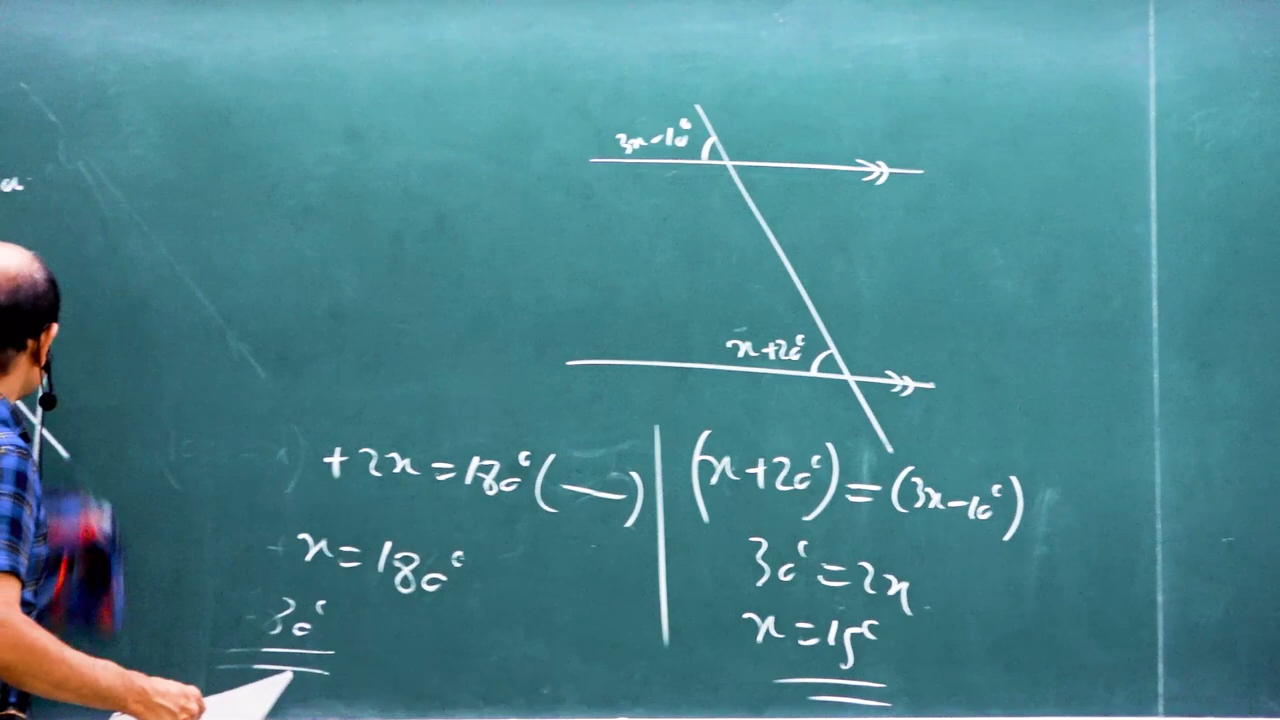 3x-10°
x+20°
+2x=180°(—)
x=180°
30°
(x+20°)=(3x-10°)
30°=2x
x=15°